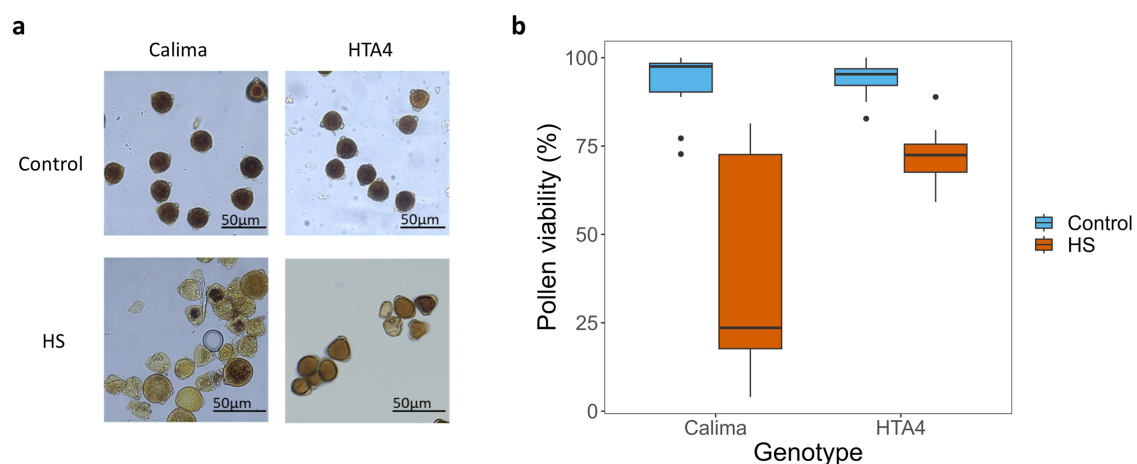 a
Calima HTA4
Control
50µm 50µm
HS
50µm 50µm
b
Pollen viability (%)
100
75
50
25
0
Calima HTA4
Genotype
Control
HS